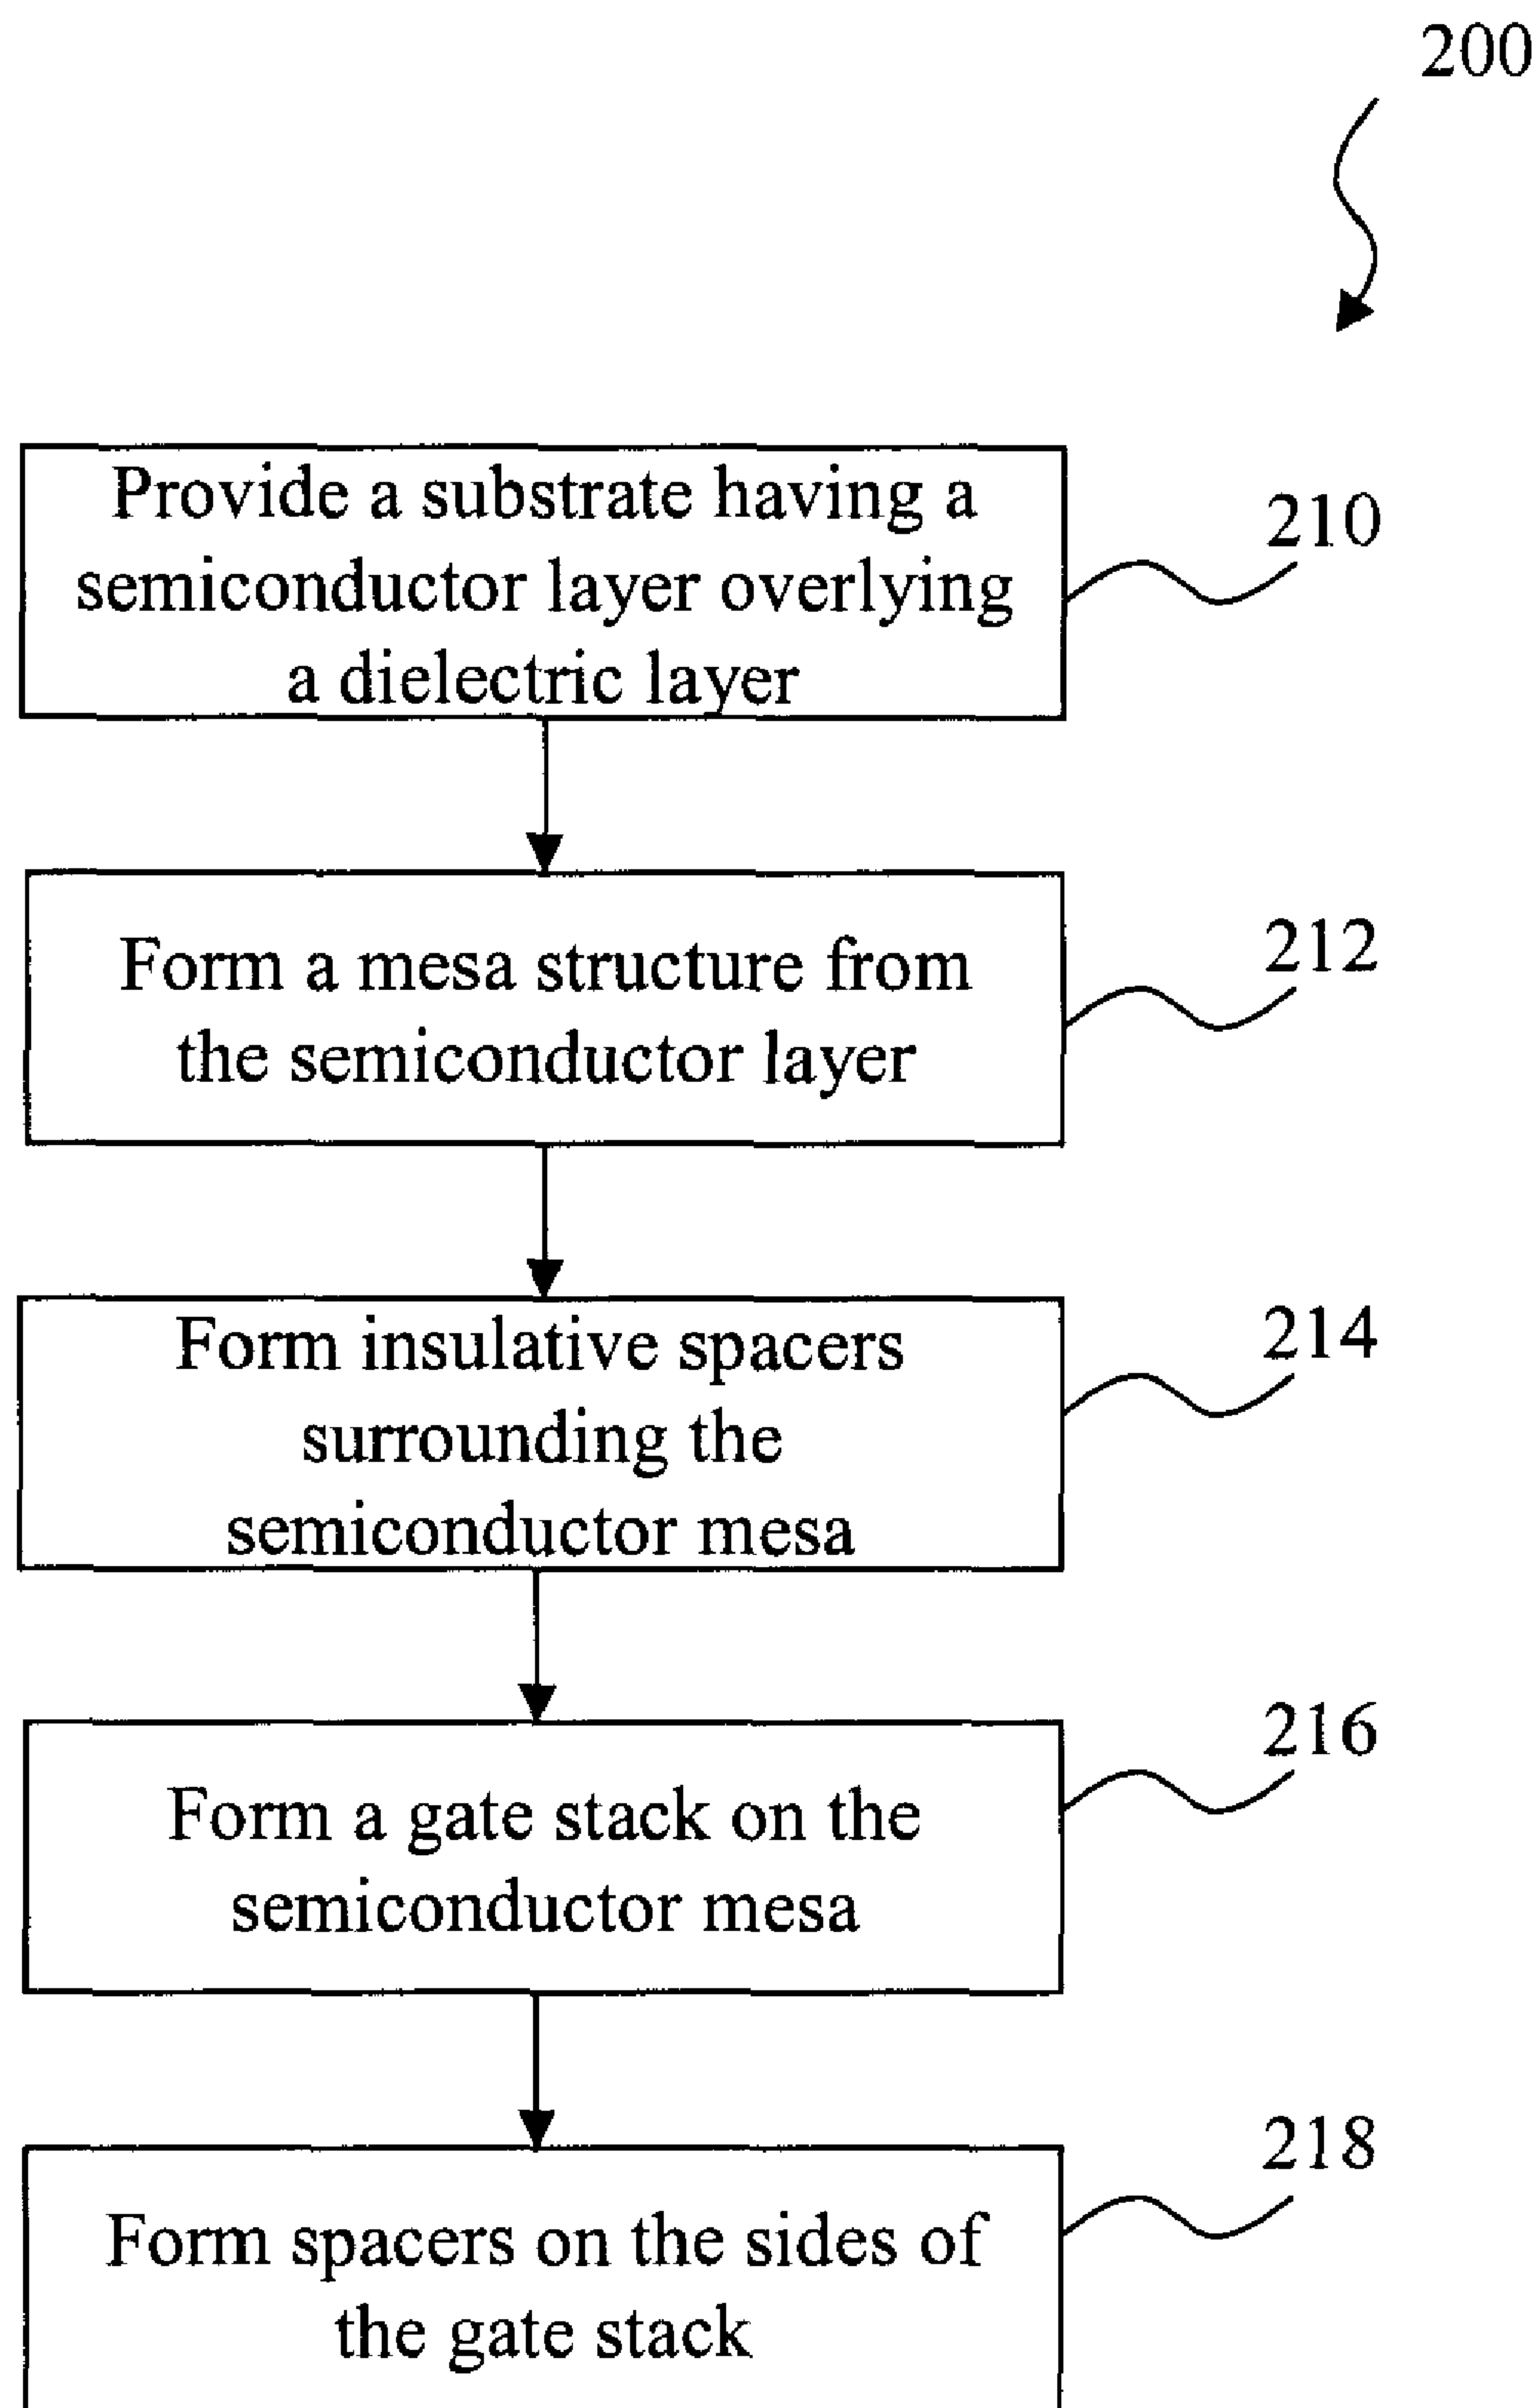 200
Provide a substrate having a
semiconductor layer overlying
a dielectric layer
210
Form a mesa structure from
the semiconductor layer
212
Form insulative spacers
surrounding the
semiconductor mesa
214
Form a gate stack on the
semiconductor mesa
216
Form spacers on the sides of
the gate stack
218